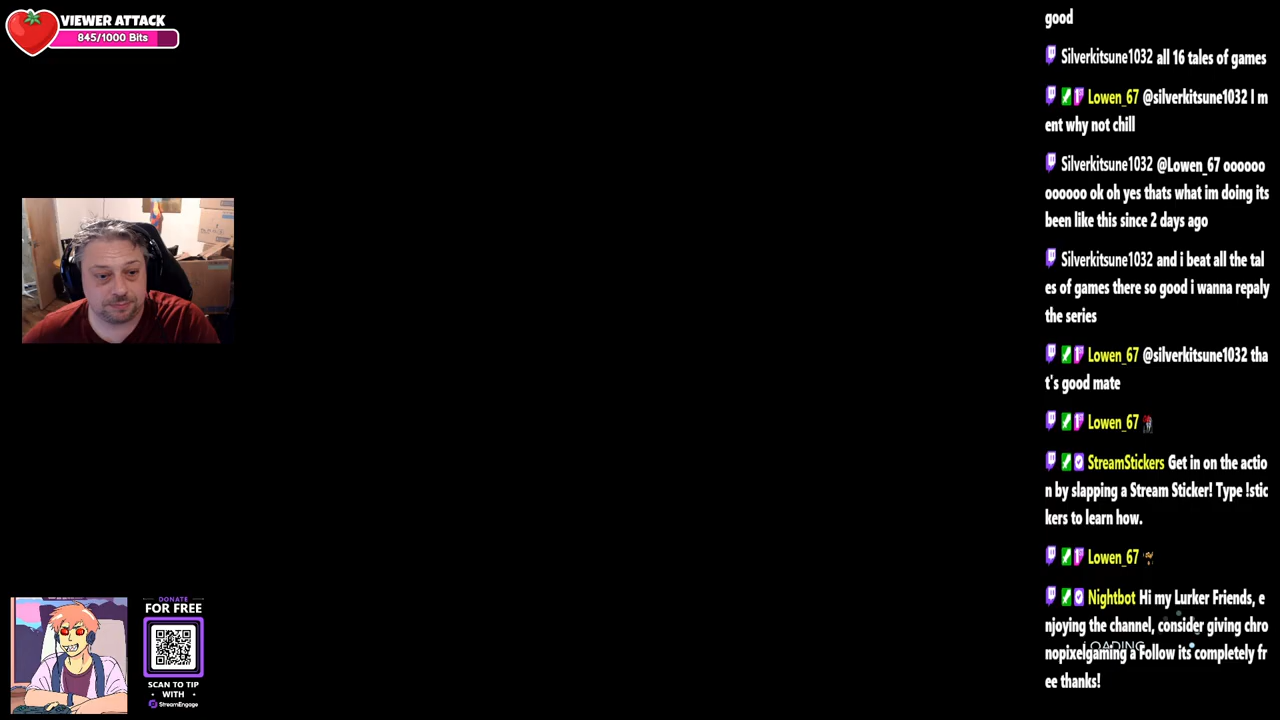 VIEWER ATTACK
845/1000 Bits
good
Silverkitsune1032 all 16 tales of games
Lowen_67 @silverkitsune1032 I m
ent why not chill
Silverkitsune1032 @Lowen_67 oooooo
oooooo ok oh yes thats what im doing its
been like this since 2 days ago
Silverkitsune1032 and i beat all the tal
es of games there so good i wanna repaly
the series
Lowen_67 @silverkitsune1032 tha
t's good mate
Lowen_67
StreamStickers Get in on the actio
n by slapping a Stream Sticker! Type !stic
kers to learn how.
Lowen_67
Nightbot Hi my Lurker Friends, e
njoying the channel, consider giving chro
LOADING
nopixelgaming a Follow its completely fr
ee thanks!
DONATE
FOR FREE
SCAN TO TIP
• WITH •
StreamEngage